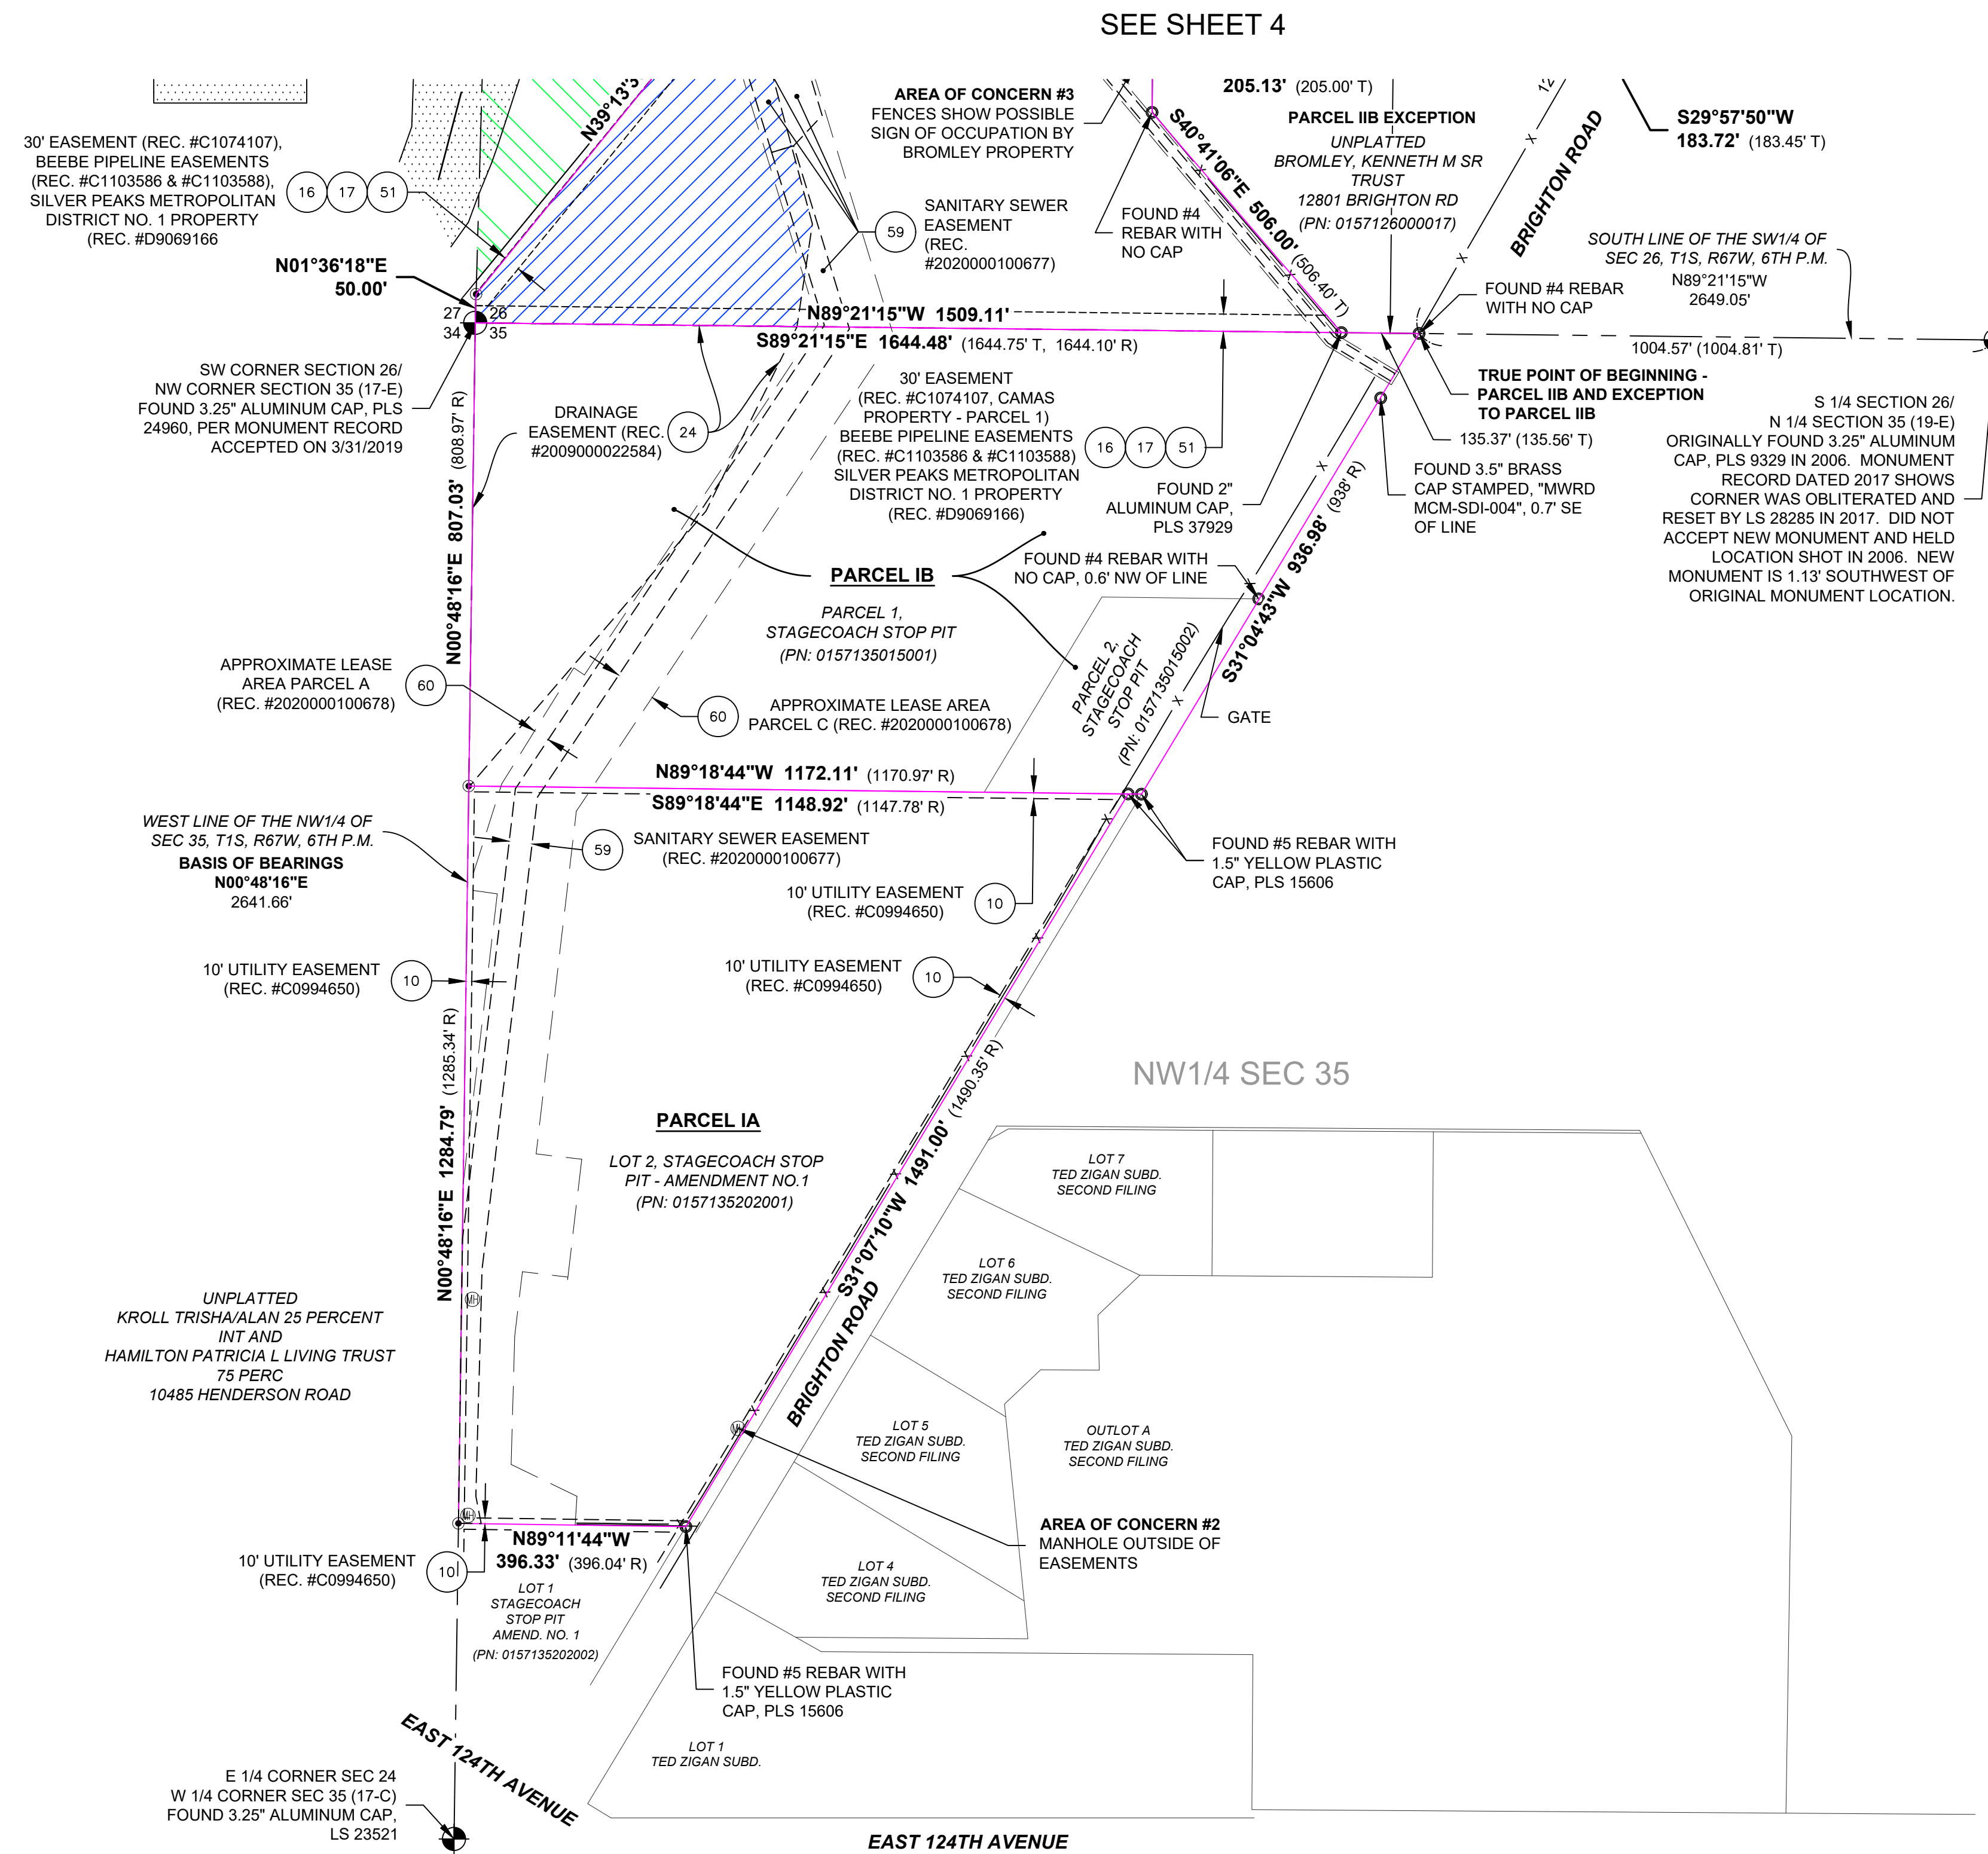 SEE SHEET 4
N39°13'3
30' EASEMENT (REC. #C1074107),
BEEBE PIPELINE EASEMENTS
(REC. #C1103586 & #C1103588),
SILVER PEAKS METROPOLITAN
DISTRICT NO. 1 PROPERTY
(REC. #D9069166
16
17
51
N01°36'18"E
50.00'
27
26
34
35
AREA OF CONCERN #3
FENCES SHOW POSSIBLE
SIGN OF OCCUPATION BY
BROMLEY PROPERTY
205.13' (205.00' T)
PARCEL IIB EXCEPTION
UNPLATTED
BROMLEY, KENNETH M SR
TRUST
12801 BRIGHTON RD
(PN: 0157126000017)
12
BRIGHTON ROAD
S29°57'50"W
183.72' (183.45' T)
59
SANITARY SEWER
EASEMENT
(REC.
#2020000100677)
FOUND #4
REBAR WITH
NO CAP
S40°41'06"E 506.00' (506.40' T)
SOUTH LINE OF THE SW1/4 OF
SEC 26, T1S, R67W, 6TH P.M.
N89°21'15"W
2649.05'
FOUND #4 REBAR
WITH NO CAP
N89°21'15"W 1509.11'
S89°21'15"E 1644.48' (1644.75' T, 1644.10' R)
1004.57' (1004.81' T)
SW CORNER SECTION 26/
NW CORNER SECTION 35 (17-E)
FOUND 3.25" ALUMINUM CAP, PLS
24960, PER MONUMENT RECORD
ACCEPTED ON 3/31/2019
DRAINAGE
EASEMENT (REC.
#2009000022584)
24
30' EASEMENT
(REC. #C1074107, CAMAS
PROPERTY - PARCEL 1)
BEEBE PIPELINE EASEMENTS
(REC. #C1103586 & #C1103588)
SILVER PEAKS METROPOLITAN
DISTRICT NO. 1 PROPERTY
(REC. #D9069166)
16
17
51
TRUE POINT OF BEGINNING -
PARCEL IIB AND EXCEPTION
TO PARCEL IIB
135.37' (135.56' T)
S 1/4 SECTION 26/
N 1/4 SECTION 35 (19-E)
ORIGINALLY FOUND 3.25" ALUMINUM
CAP, PLS 9329 IN 2006. MONUMENT
RECORD DATED 2017 SHOWS
CORNER WAS OBLITERATED AND
RESET BY LS 28285 IN 2017. DID NOT
ACCEPT NEW MONUMENT AND HELD
LOCATION SHOT IN 2006. NEW
MONUMENT IS 1.13' SOUTHWEST OF
ORIGINAL MONUMENT LOCATION.
FOUND 3.5" BRASS
CAP STAMPED, "MWRD
MCM-SDI-004", 0.7' SE
OF LINE
FOUND 2"
ALUMINUM CAP,
PLS 37929
N00°48'16"E 807.03' (808.97' R)
FOUND #4 REBAR WITH
NO CAP, 0.6' NW OF LINE
S31°04'43"W 936.98' (938' R)
PARCEL IB
PARCEL 1,
STAGECOACH STOP PIT
(PN: 0157135015001)
PARCEL 2,
STAGECOACH
STOP PIT
(PN: 0157135015002)
GATE
APPROXIMATE LEASE
AREA PARCEL A
(REC. #2020000100678)
60
60
APPROXIMATE LEASE AREA
PARCEL C (REC. #2020000100678)
N89°18'44"W 1172.11' (1170.97' R)
S89°18'44"E 1148.92' (1147.78' R)
WEST LINE OF THE NW1/4 OF
SEC 35, T1S, R67W, 6TH P.M.
BASIS OF BEARINGS
N00°48'16"E
2641.66'
59
SANITARY SEWER EASEMENT
(REC. #2020000100677)
FOUND #5 REBAR WITH
1.5" YELLOW PLASTIC
CAP, PLS 15606
10' UTILITY EASEMENT
(REC. #C0994650)
10
10' UTILITY EASEMENT
(REC. #C0994650)
10
10' UTILITY EASEMENT
(REC. #C0994650)
10
N00°48'16"E 1284.79' (1285.34' R)
NW1/4 SEC 35
PARCEL IA
LOT 2, STAGECOACH STOP
PIT - AMENDMENT NO.1
(PN: 0157135202001)
S31°07'10"W 1491.00' (1490.35' R)
BRIGHTON ROAD
LOT 7
TED ZIGAN SUBD.
SECOND FILING
LOT 6
TED ZIGAN SUBD.
SECOND FILING
UNPLATTED
KROLL TRISHA/ALAN 25 PERCENT
INT AND
HAMILTON PATRICIA L LIVING TRUST
75 PERC
10485 HENDERSON ROAD
MH
MH
MH
LOT 5
TED ZIGAN SUBD.
SECOND FILING
OUTLOT A
TED ZIGAN SUBD.
SECOND FILING
AREA OF CONCERN #2
MANHOLE OUTSIDE OF
EASEMENTS
N89°11'44"W
396.33' (396.04' R)
10' UTILITY EASEMENT
(REC. #C0994650)
10
LOT 1
STAGECOACH
STOP PIT
AMEND. NO. 1
(PN: 0157135202002)
LOT 4
TED ZIGAN SUBD.
SECOND FILING
FOUND #5 REBAR WITH
1.5" YELLOW PLASTIC
CAP, PLS 15606
LOT 1
TED ZIGAN SUBD.
EAST 124TH AVENUE
E 1/4 CORNER SEC 24
W 1/4 CORNER SEC 35 (17-C)
FOUND 3.25" ALUMINUM CAP,
LS 23521
EAST 124TH AVENUE